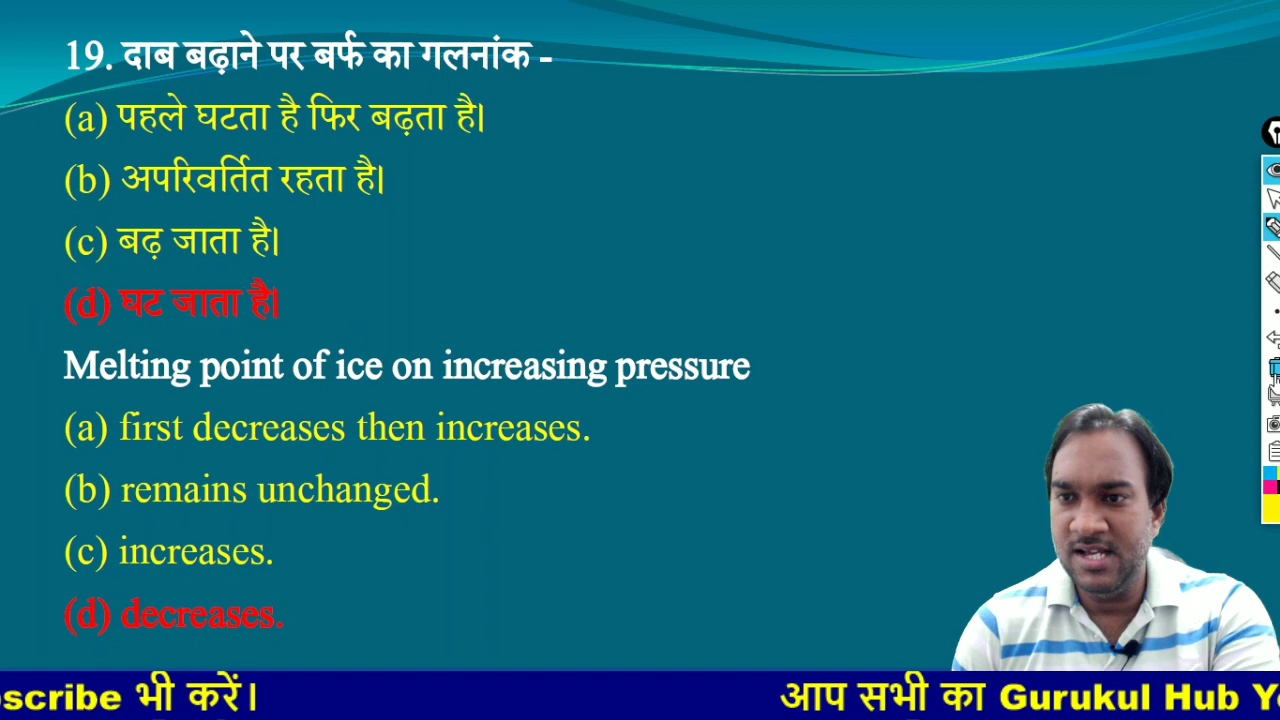 19. दाब बढ़ाने पर बर्फ का गलनांक -
(a) पहले घटता है फिर बढ़ता है।
(b) अपरिवर्तित रहता है।
(c) बढ़ जाता है।
(d) घट जाता है।
Melting point of ice on increasing pressure
(a) first decreases then increases.
(b) remains unchanged.
(c) increases.
(d) decreases.
scribe भी करें। आप सभी का Gurukul Hub